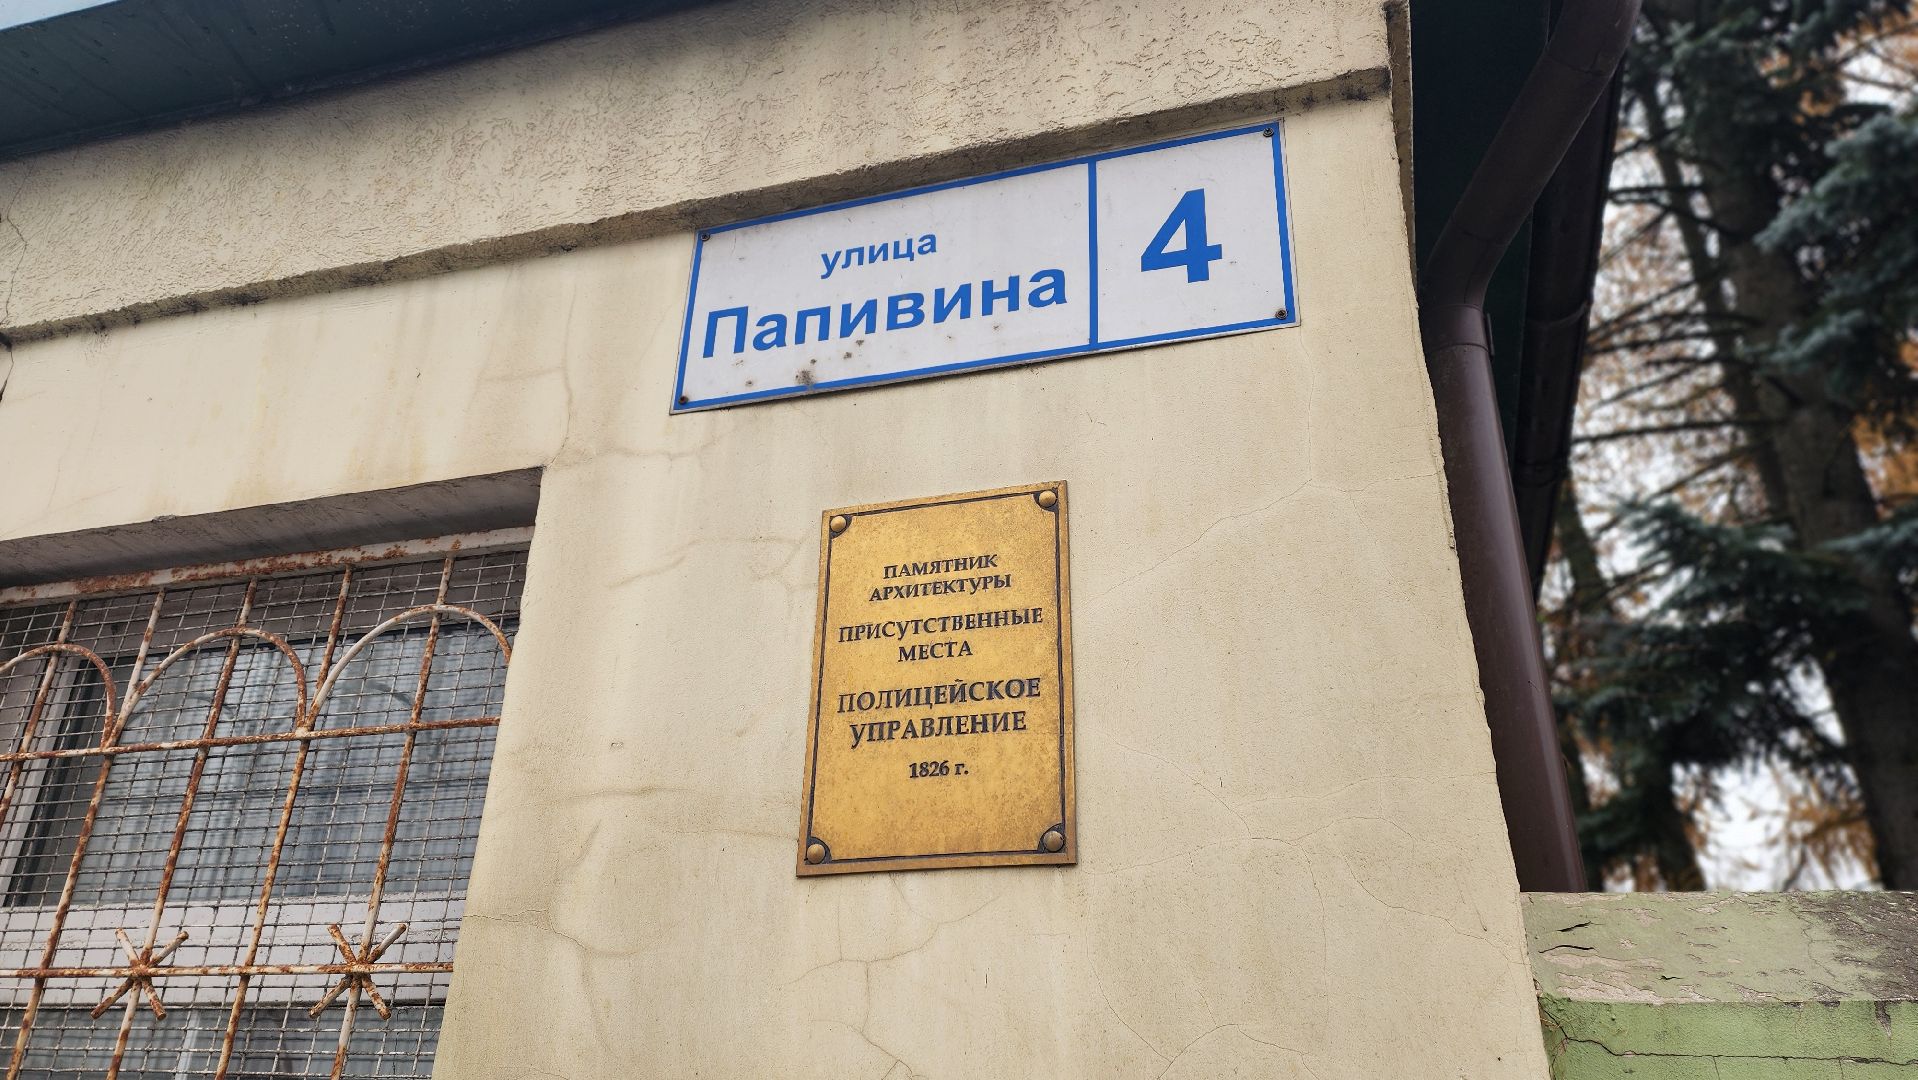 улица
Папивина
4
ПАМЯТНИК
АРХИТЕКТУРЫ
ПРИСУТСТВЕННЫЕ
МЕСТА
ПОЛИЦЕЙСКОЕ
УПРАВЛЕНИЕ
1826 г.